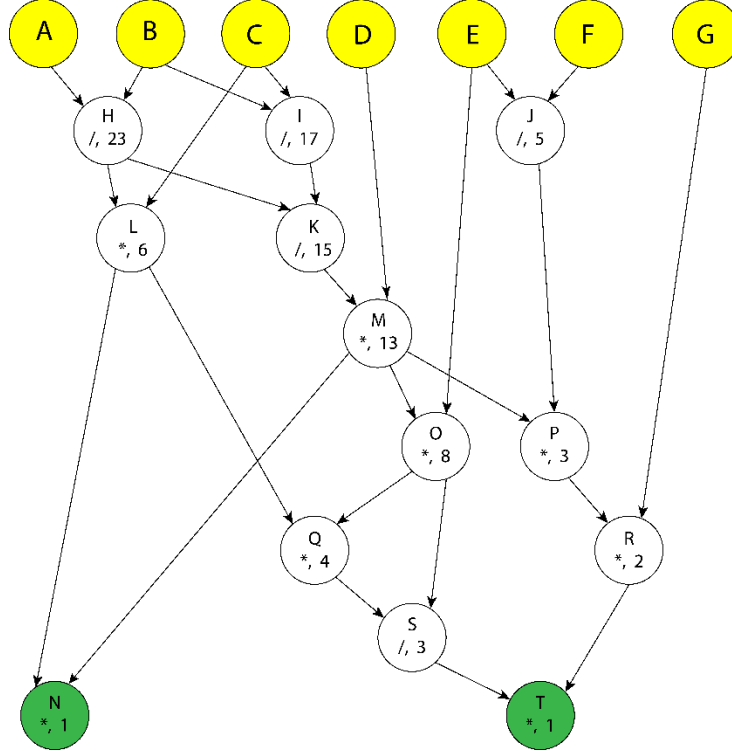 A
B
C
D
E
F
G
H
/, 23
I
/, 17
J
/, 5
L
*, 6
K
/, 15
M
*, 13
O
*, 8
P
*, 3
Q
*, 4
R
*, 2
S
/, 3
N
*, 1
T
*, 1